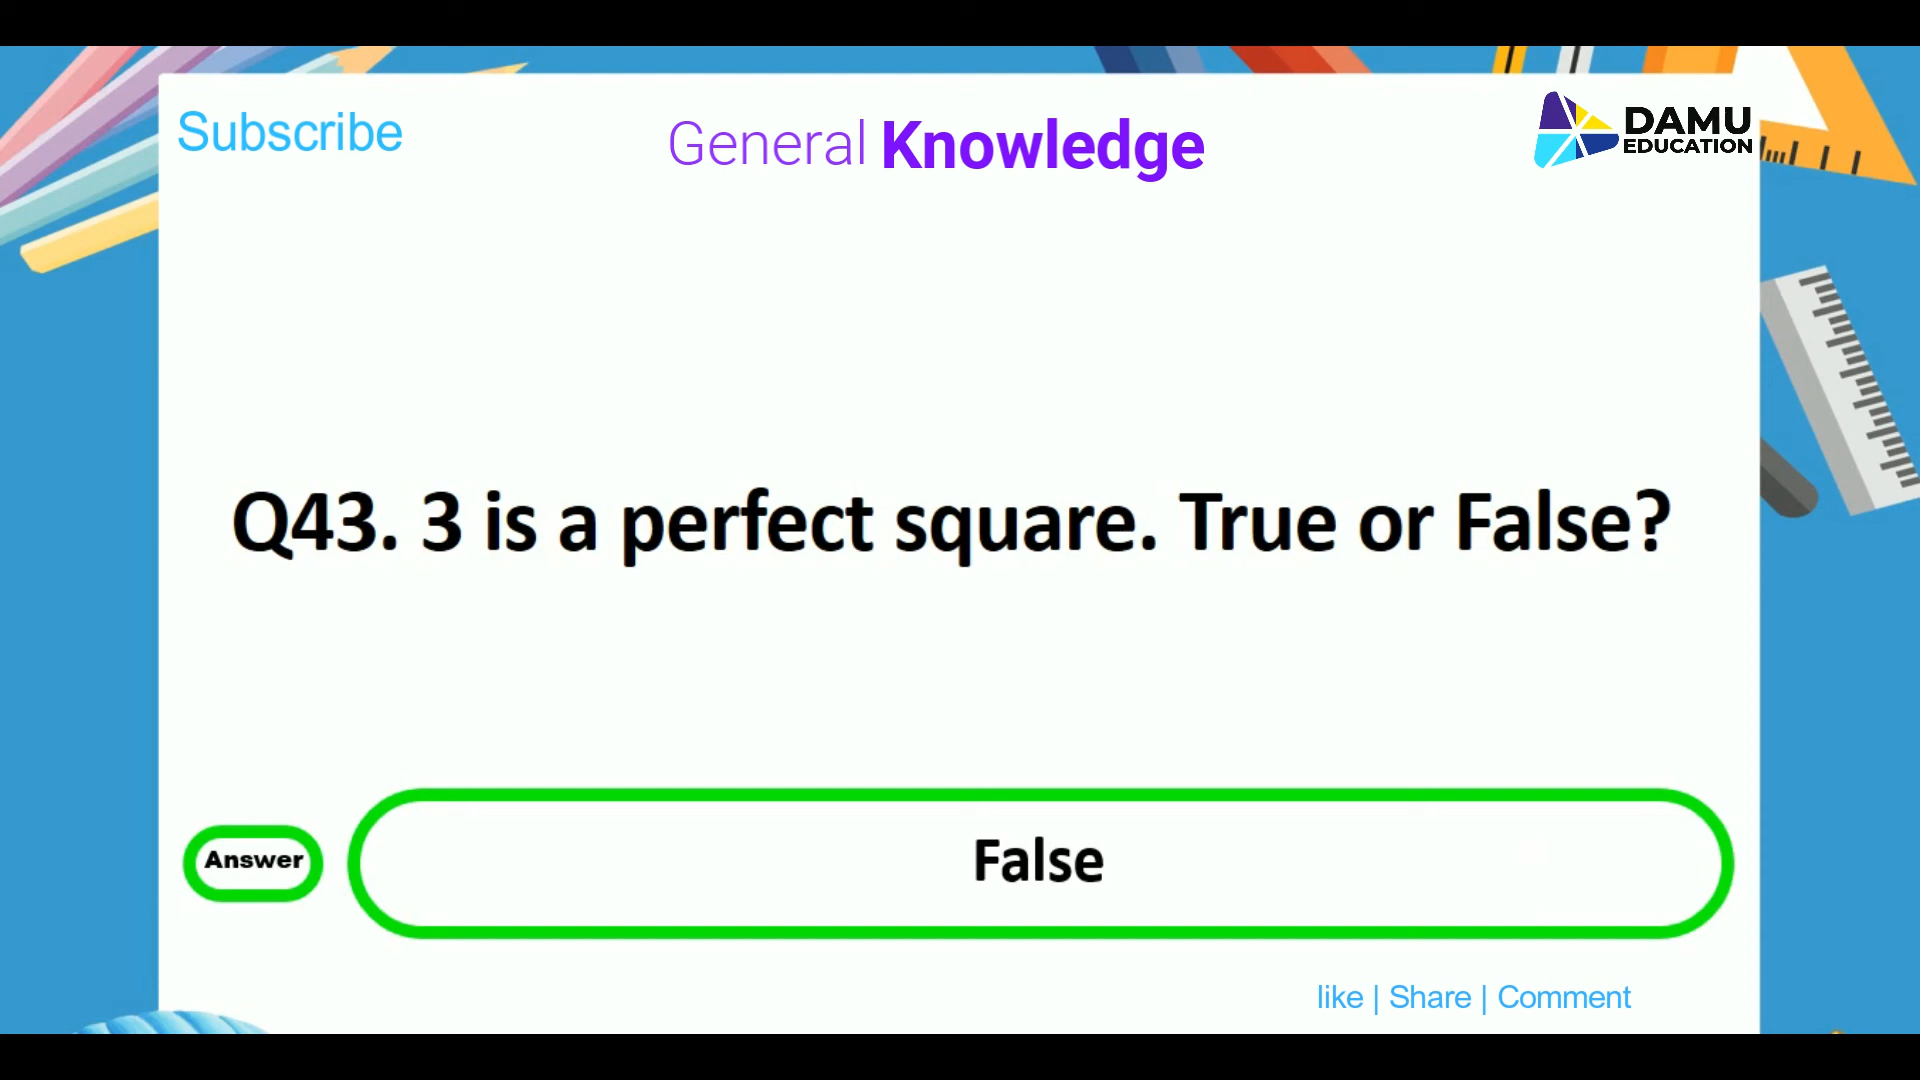 Subscribe
General Knowledge
DAMU
EDUCATION
Q43. 3 is a perfect square. True or False?
Answer
False
like | Share | Comment